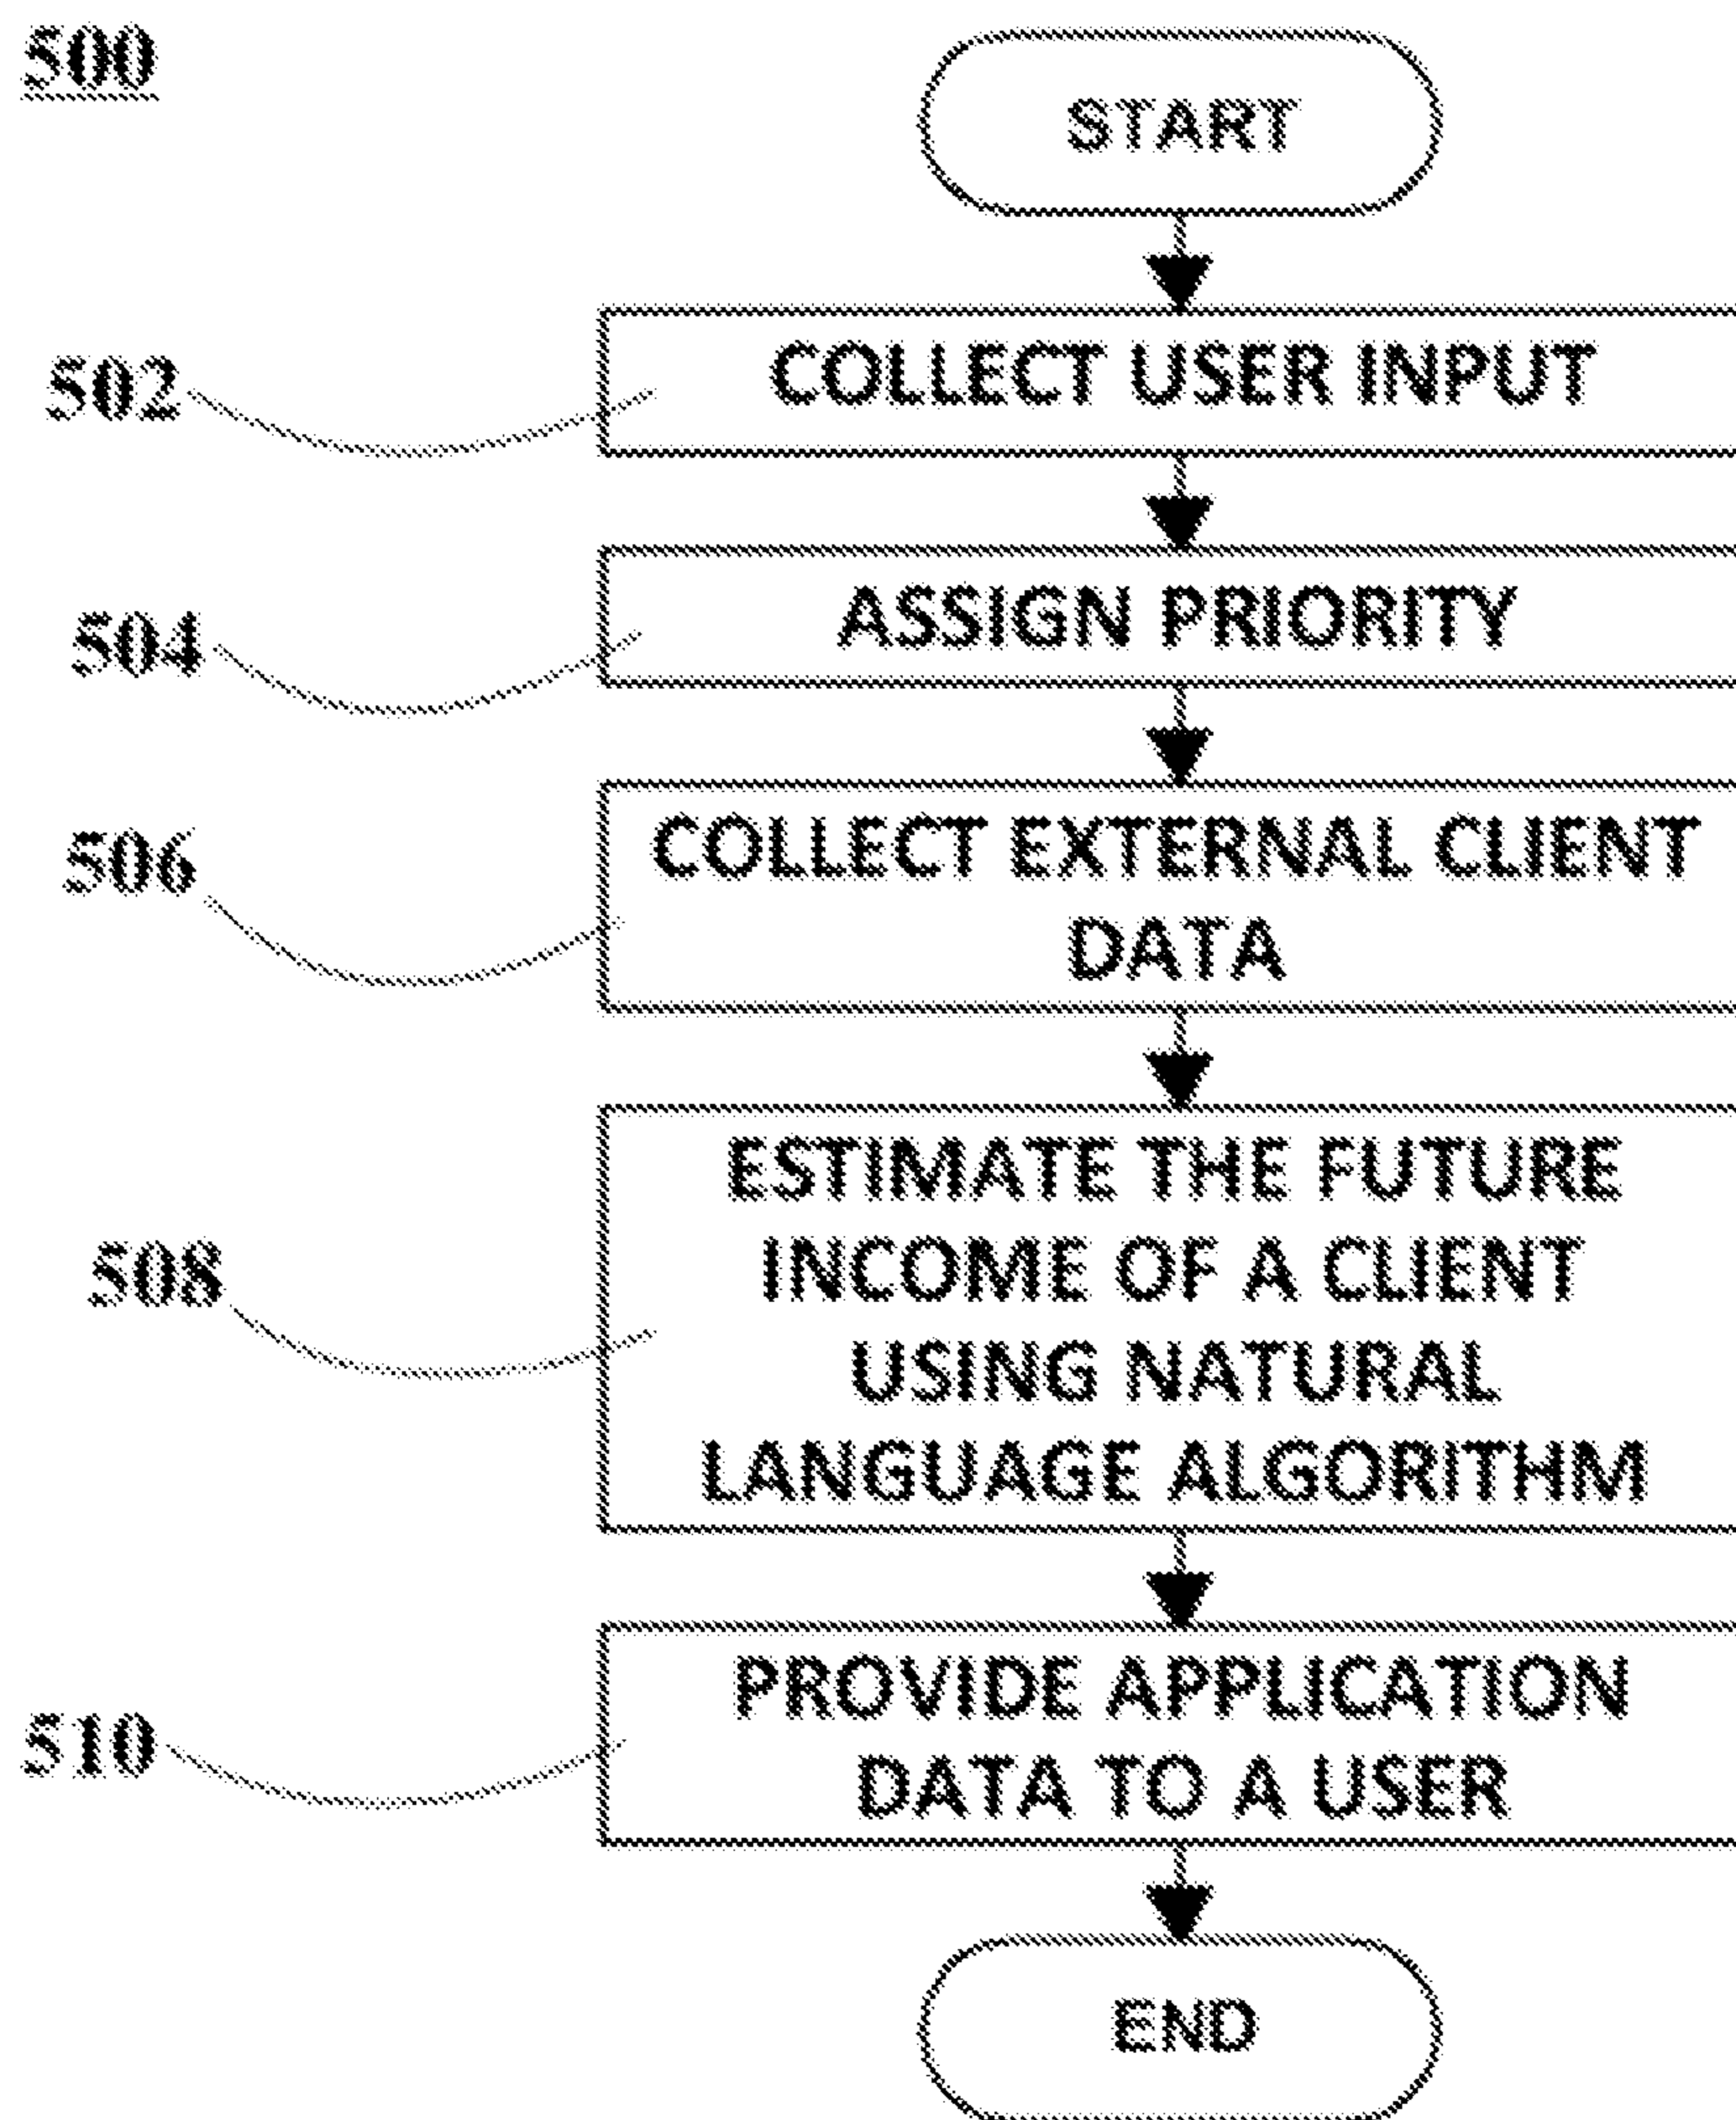 500
START
502
COLLECT USER INPUT
504
ASSIGN PRIORITY
506
COLLECT EXTERNAL CLIENT
DATA
508
ESTIMATE THE FUTURE
INCOME OF A CLIENT
USING NATURAL
LANGUAGE ALGORITHM
510
PROVIDE APPLICATION
DATA TO A USER
END